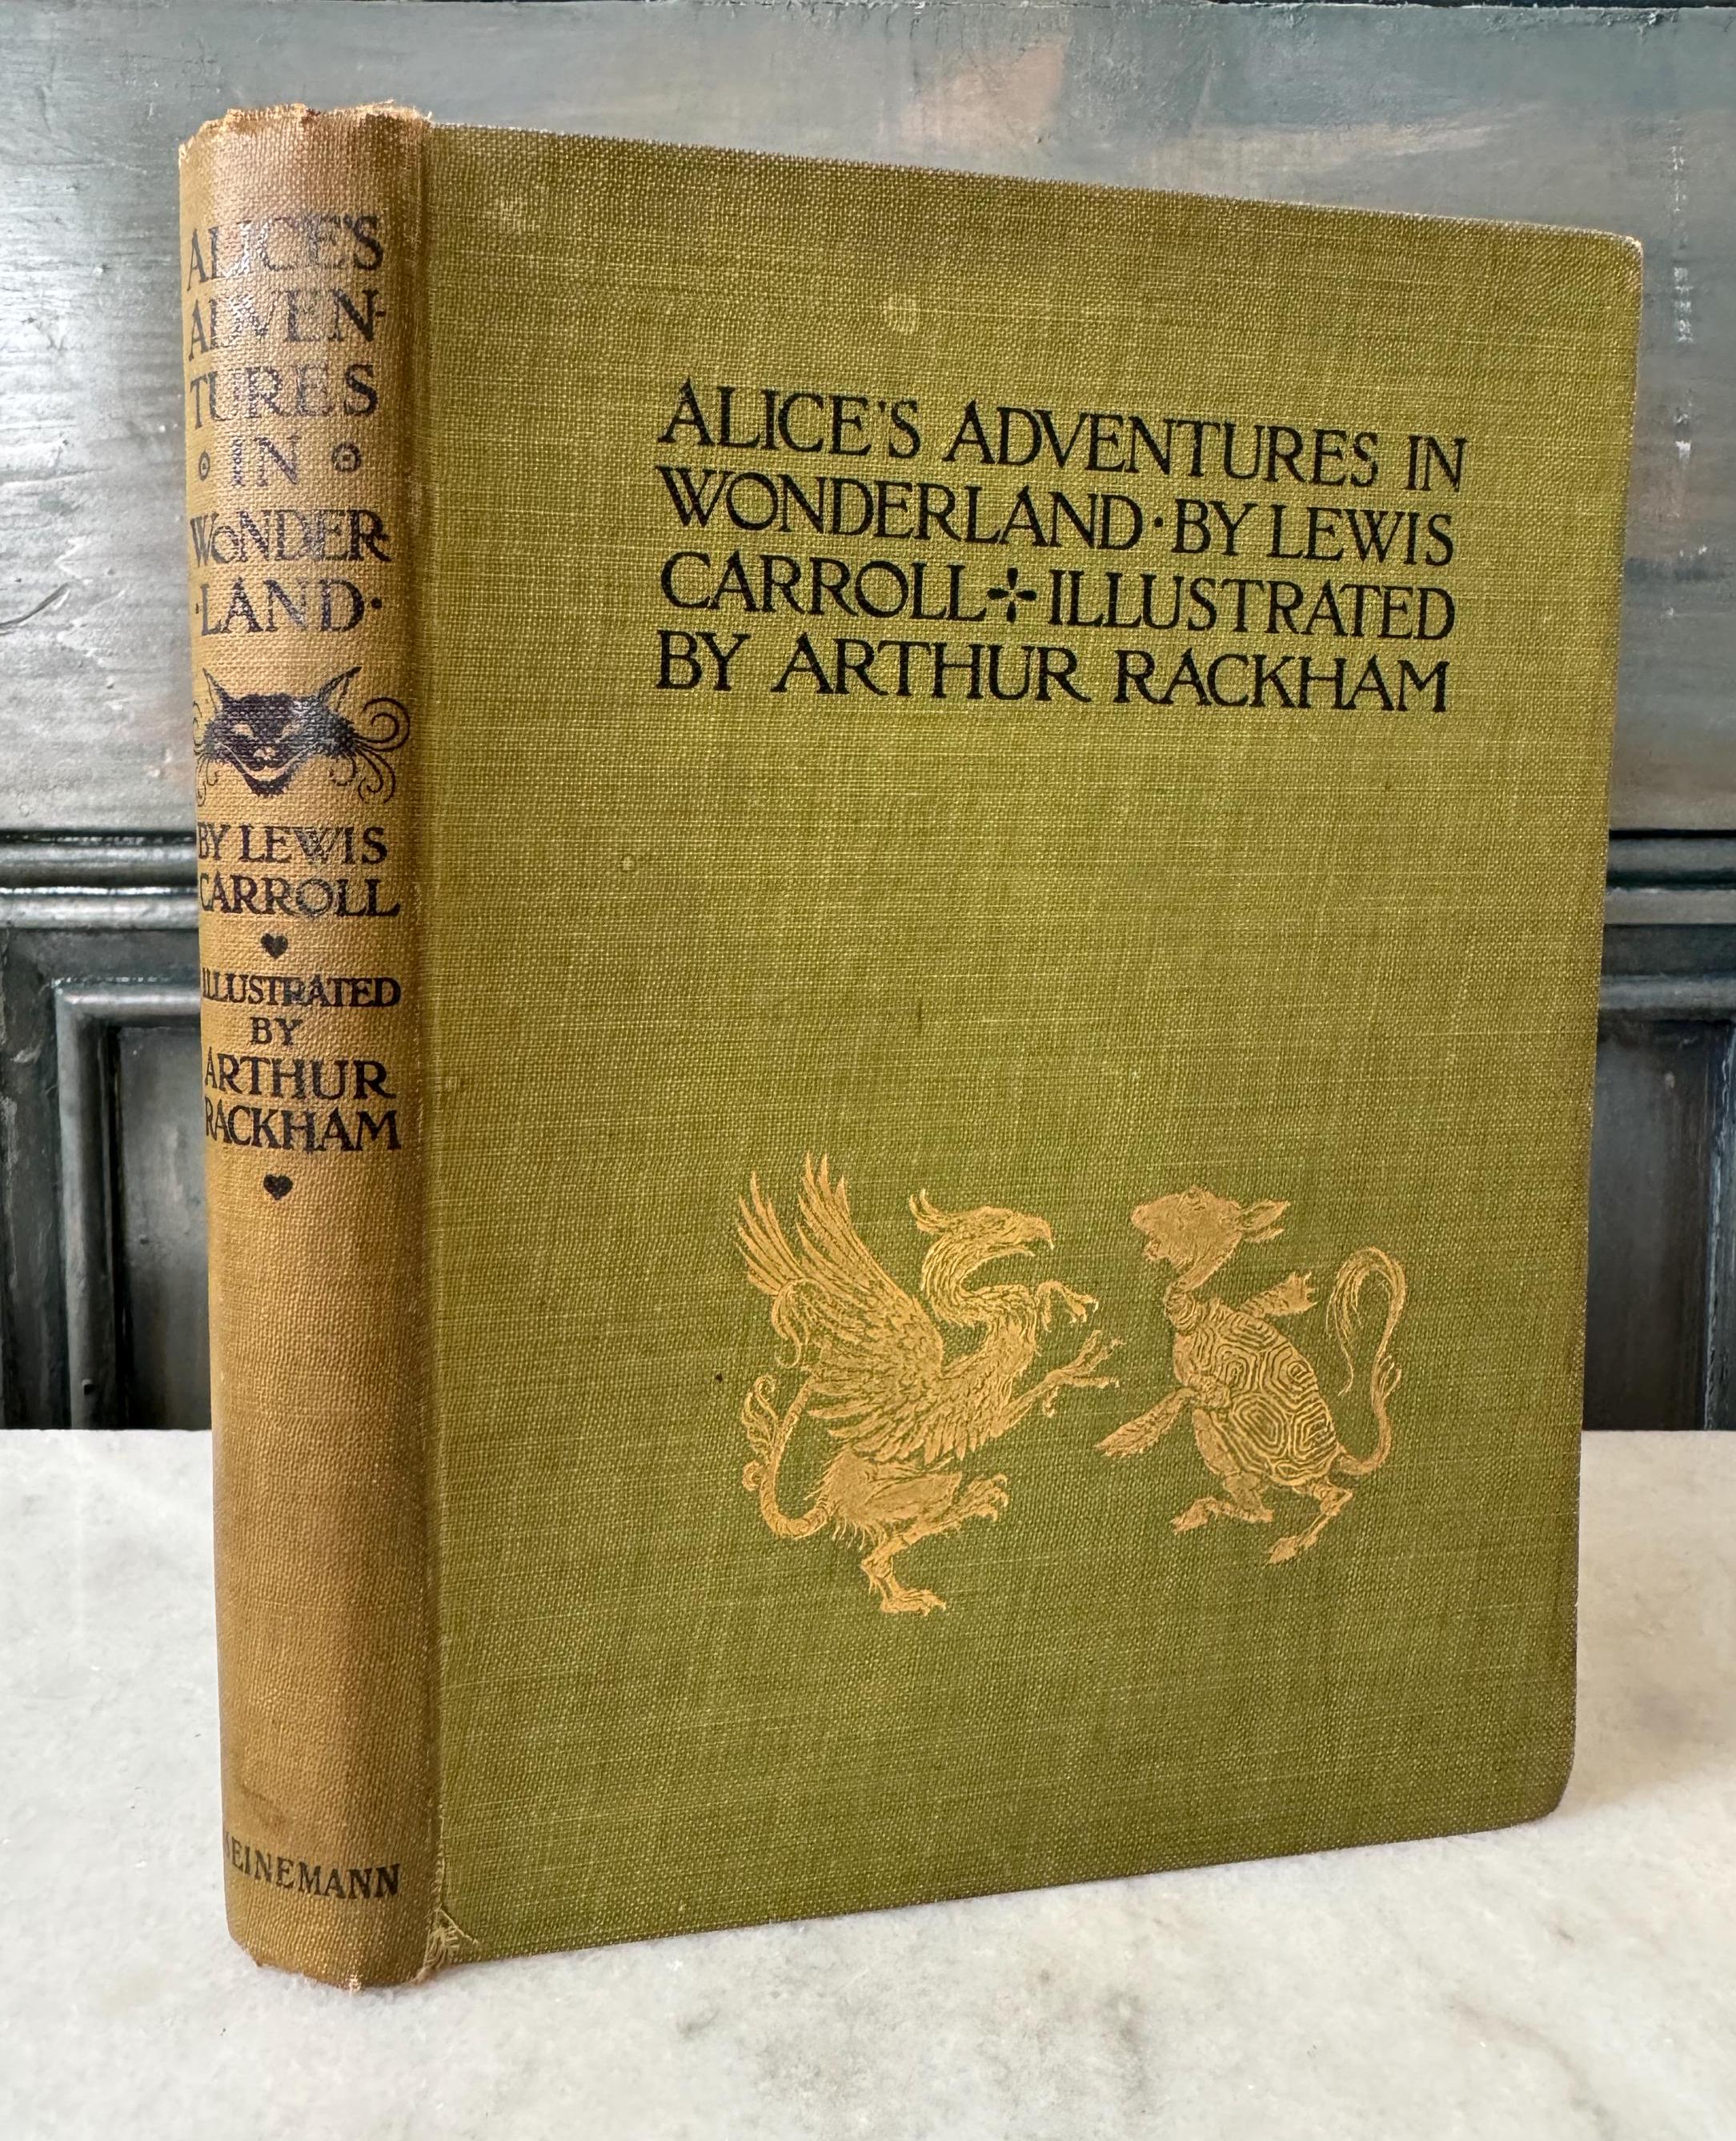 ALICE'S
ADVEN-
TURES
IN
WONDER-
·LAND·
BY LEWIS
CARROLL
ILLUSTRATED
BY
ARTHUR
RACKHAM
HEINEMANN
ALICE'S ADVENTURES IN
WONDERLAND · BY LEWIS
CARROLL ✣ ILLUSTRATED
BY ARTHUR RACKHAM